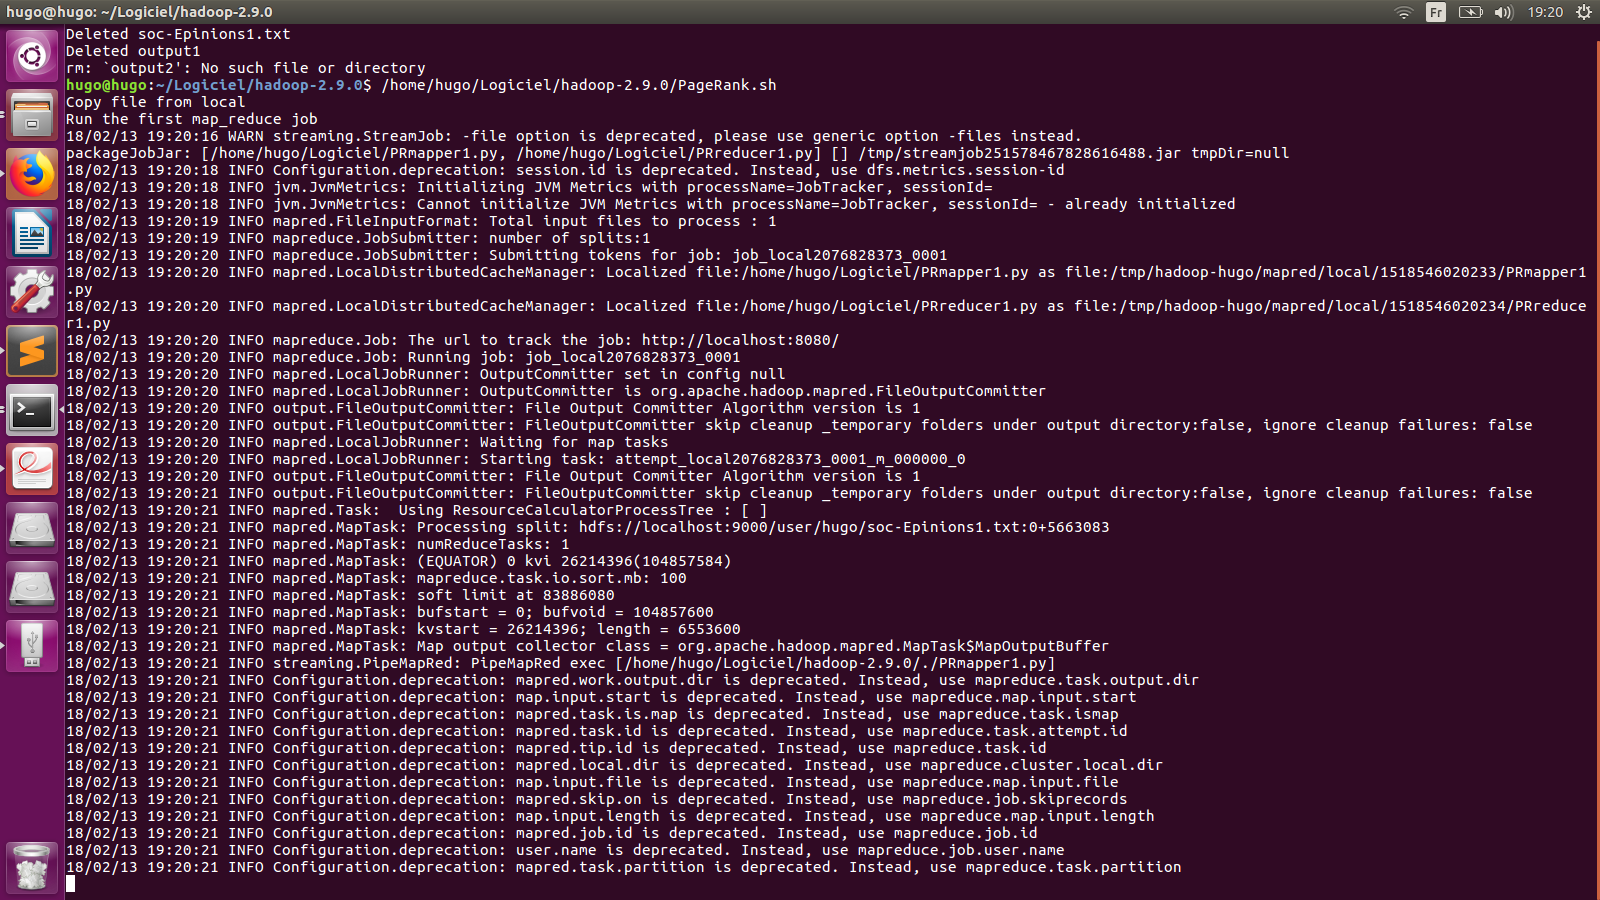 hugo@hugo: ~/Logiciel/hadoop-2.9.0
Fr
19:20
Deleted soc-Epinions1.txt
Deleted output1
rm: `output2': No such file or directory
hugo@hugo:~/Logiciel/hadoop-2.9.0$ /home/hugo/Logiciel/hadoop-2.9.0/PageRank.sh
Copy file from local
Run the first map_reduce job
18/02/13 19:20:16 WARN streaming.StreamJob: -file option is deprecated, please use generic option -files instead.
packageJobJar: [/home/hugo/Logiciel/PRmapper1.py, /home/hugo/Logiciel/PRreducer1.py] [] /tmp/streamjob251578467828616488.jar tmpDir=null
18/02/13 19:20:18 INFO Configuration.deprecation: session.id is deprecated. Instead, use dfs.metrics.session-id
18/02/13 19:20:18 INFO jvm.JvmMetrics: Initializing JVM Metrics with processName=JobTracker, sessionId=
18/02/13 19:20:18 INFO jvm.JvmMetrics: Cannot initialize JVM Metrics with processName=JobTracker, sessionId= - already initialized
18/02/13 19:20:19 INFO mapred.FileInputFormat: Total input files to process : 1
18/02/13 19:20:19 INFO mapreduce.JobSubmitter: number of splits:1
18/02/13 19:20:20 INFO mapreduce.JobSubmitter: Submitting tokens for job: job_local2076828373_0001
18/02/13 19:20:20 INFO mapred.LocalDistributedCacheManager: Localized file:/home/hugo/Logiciel/PRmapper1.py as file:/tmp/hadoop-hugo/mapred/local/1518546020233/PRmapper1
.py
18/02/13 19:20:20 INFO mapred.LocalDistributedCacheManager: Localized file:/home/hugo/Logiciel/PRreducer1.py as file:/tmp/hadoop-hugo/mapred/local/1518546020234/PRreduce
r1.py
18/02/13 19:20:20 INFO mapreduce.Job: The url to track the job: http://localhost:8080/
18/02/13 19:20:20 INFO mapreduce.Job: Running job: job_local2076828373_0001
18/02/13 19:20:20 INFO mapred.LocalJobRunner: OutputCommitter set in config null
18/02/13 19:20:20 INFO mapred.LocalJobRunner: OutputCommitter is org.apache.hadoop.mapred.FileOutputCommitter
18/02/13 19:20:20 INFO output.FileOutputCommitter: File Output Committer Algorithm version is 1
18/02/13 19:20:20 INFO output.FileOutputCommitter: FileOutputCommitter skip cleanup _temporary folders under output directory:false, ignore cleanup failures: false
18/02/13 19:20:20 INFO mapred.LocalJobRunner: Waiting for map tasks
18/02/13 19:20:20 INFO mapred.LocalJobRunner: Starting task: attempt_local2076828373_0001_m_000000_0
18/02/13 19:20:20 INFO output.FileOutputCommitter: File Output Committer Algorithm version is 1
18/02/13 19:20:21 INFO output.FileOutputCommitter: FileOutputCommitter skip cleanup _temporary folders under output directory:false, ignore cleanup failures: false
18/02/13 19:20:21 INFO mapred.Task:  Using ResourceCalculatorProcessTree : [ ]
18/02/13 19:20:21 INFO mapred.MapTask: Processing split: hdfs://localhost:9000/user/hugo/soc-Epinions1.txt:0+5663083
18/02/13 19:20:21 INFO mapred.MapTask: numReduceTasks: 1
18/02/13 19:20:21 INFO mapred.MapTask: (EQUATOR) 0 kvi 26214396(104857584)
18/02/13 19:20:21 INFO mapred.MapTask: mapreduce.task.io.sort.mb: 100
18/02/13 19:20:21 INFO mapred.MapTask: soft limit at 83886080
18/02/13 19:20:21 INFO mapred.MapTask: bufstart = 0; bufvoid = 104857600
18/02/13 19:20:21 INFO mapred.MapTask: kvstart = 26214396; length = 6553600
18/02/13 19:20:21 INFO mapred.MapTask: Map output collector class = org.apache.hadoop.mapred.MapTask$MapOutputBuffer
18/02/13 19:20:21 INFO streaming.PipeMapRed: PipeMapRed exec [/home/hugo/Logiciel/hadoop-2.9.0/./PRmapper1.py]
18/02/13 19:20:21 INFO Configuration.deprecation: mapred.work.output.dir is deprecated. Instead, use mapreduce.task.output.dir
18/02/13 19:20:21 INFO Configuration.deprecation: map.input.start is deprecated. Instead, use mapreduce.map.input.start
18/02/13 19:20:21 INFO Configuration.deprecation: mapred.task.is.map is deprecated. Instead, use mapreduce.task.ismap
18/02/13 19:20:21 INFO Configuration.deprecation: mapred.task.id is deprecated. Instead, use mapreduce.task.attempt.id
18/02/13 19:20:21 INFO Configuration.deprecation: mapred.tip.id is deprecated. Instead, use mapreduce.task.id
18/02/13 19:20:21 INFO Configuration.deprecation: mapred.local.dir is deprecated. Instead, use mapreduce.cluster.local.dir
18/02/13 19:20:21 INFO Configuration.deprecation: map.input.file is deprecated. Instead, use mapreduce.map.input.file
18/02/13 19:20:21 INFO Configuration.deprecation: mapred.skip.on is deprecated. Instead, use mapreduce.job.skiprecords
18/02/13 19:20:21 INFO Configuration.deprecation: map.input.length is deprecated. Instead, use mapreduce.map.input.length
18/02/13 19:20:21 INFO Configuration.deprecation: mapred.job.id is deprecated. Instead, use mapreduce.job.id
18/02/13 19:20:21 INFO Configuration.deprecation: user.name is deprecated. Instead, use mapreduce.job.user.name
18/02/13 19:20:21 INFO Configuration.deprecation: mapred.task.partition is deprecated. Instead, use mapreduce.task.partition